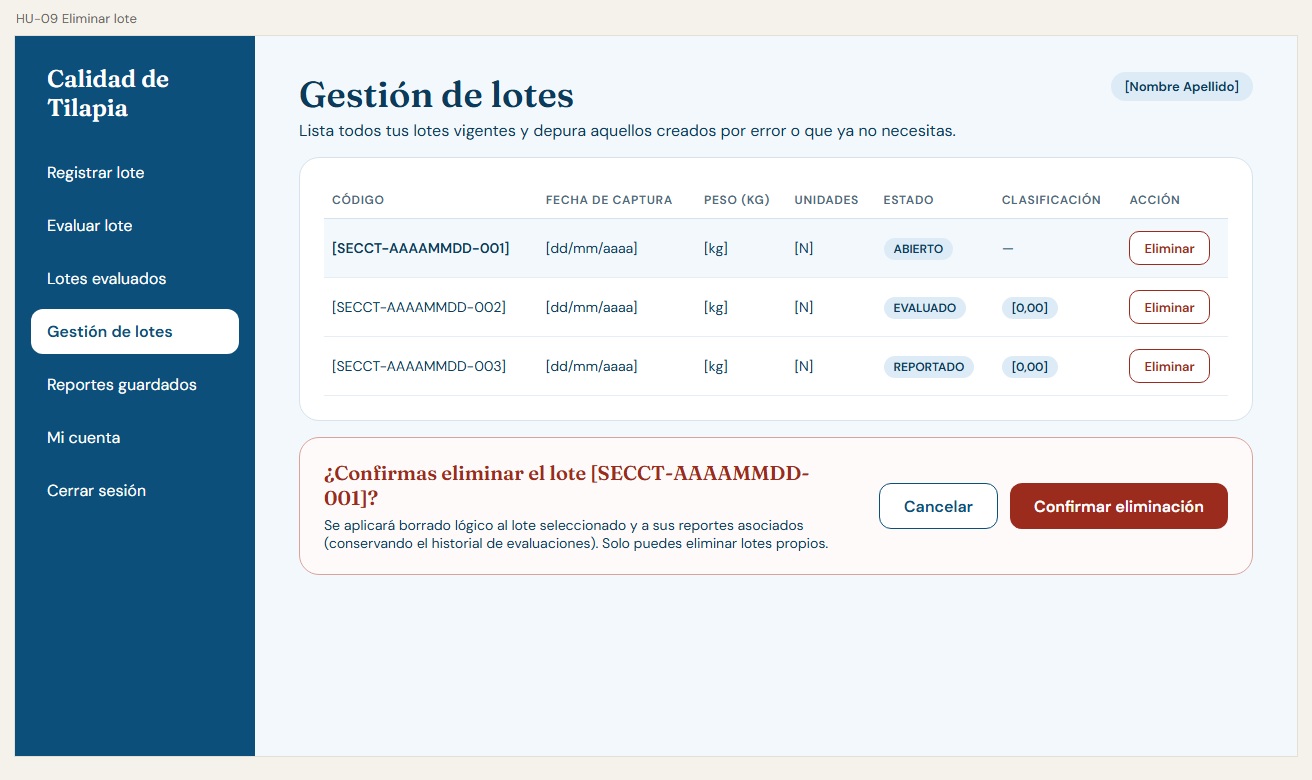 HU-09 Eliminar lote
Calidad de
Tilapia
Registrar lote
Evaluar lote
Lotes evaluados
Gestión de lotes
Reportes guardados
Mi cuenta
Cerrar sesión
Gestión de lotes
[Nombre Apellido]
Lista todos tus lotes vigentes y depura aquellos creados por error o que ya no necesitas.
CÓDIGO FECHA DE CAPTURA PESO (KG) UNIDADES ESTADO CLASIFICACIÓN ACCIÓN
[SECCT-AAAAMMDD-001] [dd/mm/aaaa] [kg] [N] ABIERTO — Eliminar
[SECCT-AAAAMMDD-002] [dd/mm/aaaa] [kg] [N] EVALUADO [0,00] Eliminar
[SECCT-AAAAMMDD-003] [dd/mm/aaaa] [kg] [N] REPORTADO [0,00] Eliminar
¿Confirmas eliminar el lote [SECCT-AAAAMMDD-
001]?
Se aplicará borrado lógico al lote seleccionado y a sus reportes asociados
(conservando el historial de evaluaciones). Solo puedes eliminar lotes propios.
Cancelar
Confirmar eliminación